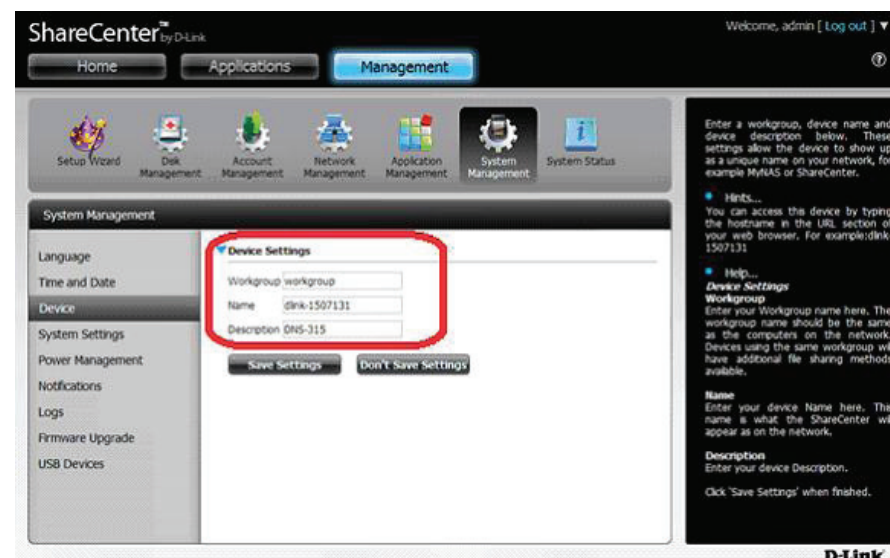 ShareCenter™ by D-Link
Welcome, admin [ Log out ] ▼
Home Applications Management
Setup Wizard
Disk Management
Account Management
Network Management
Application Management
System Management
System Status
System Management
Language
Time and Date
Device
System Settings
Power Management
Notifications
Logs
Firmware Upgrade
USB Devices
Device Settings
Workgroup workgroup
Name dlink-1507131
Description DNS-315
Save Settings Don't Save Settings
Enter a workgroup, device name and
device description below. These
settings allow the device to show up
as a unique name on your network, for
example MyNAS or ShareCenter.
Hints...
You can access this device by typing
the hostname in the URL section of
your web browser. For example:dlink-
1507131
Help...
Device Settings
Workgroup
Enter your Workgroup name here. The
workgroup name should be the same
as the computers on the network.
Devices using the same workgroup wil
have additional file sharing methods
available.
Name
Enter your device Name here. This
name is what the ShareCenter wil
appear as on the network.
Description
Enter your device Description.
Click 'Save Settings' when finished.
D-Link